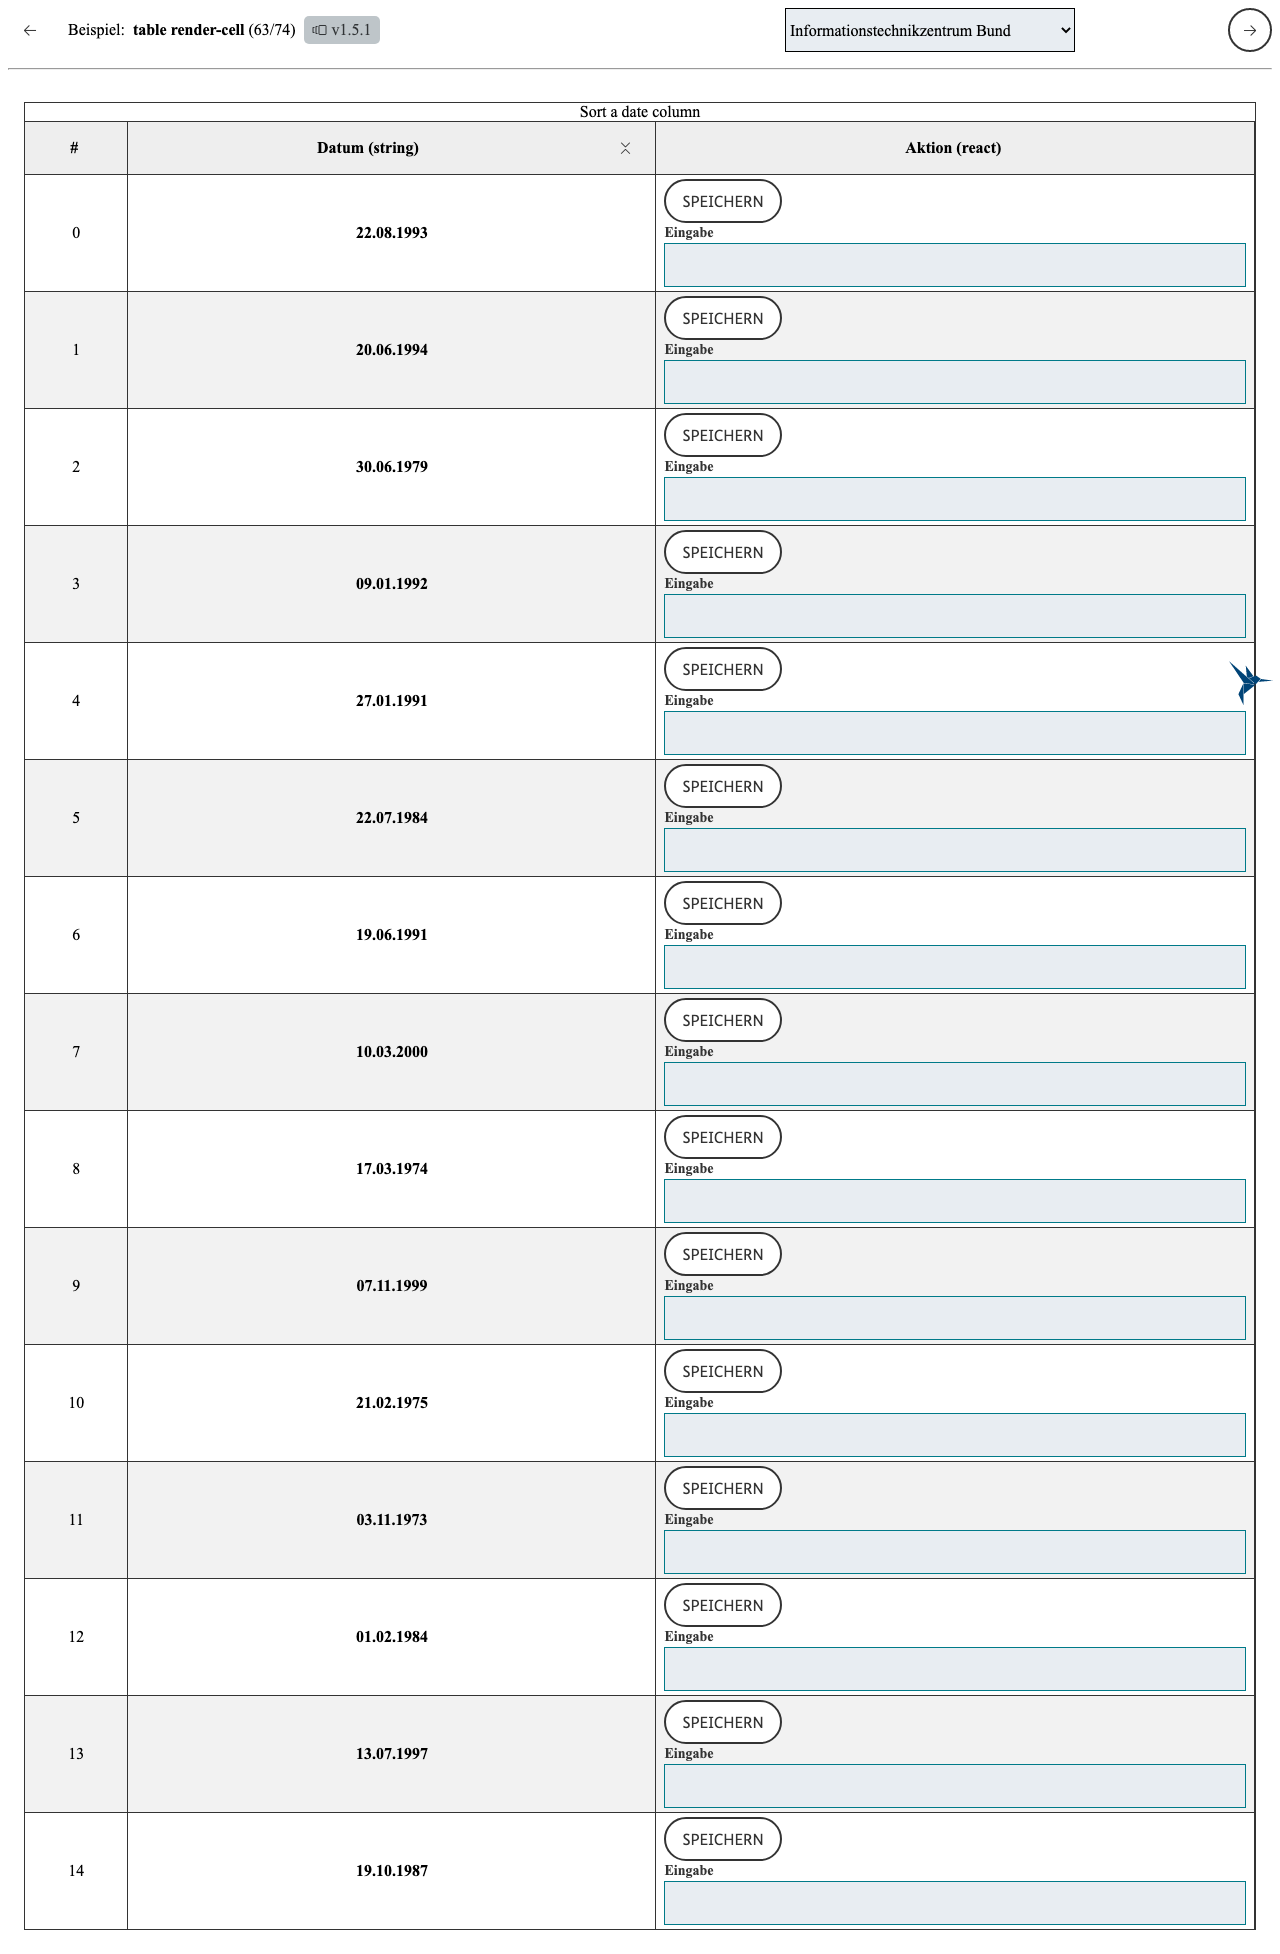 Beispiel: table render-cell (63/74) v1.5.1 Informationstechnikzentrum Bund
Sort a date column
# Datum (string) Aktion (react)
SPEICHERN
0 22.08.1993 Eingabe
SPEICHERN
1 20.06.1994 Eingabe
SPEICHERN
2 30.06.1979 Eingabe
SPEICHERN
3 09.01.1992 Eingabe
SPEICHERN
4 27.01.1991 Eingabe
SPEICHERN
5 22.07.1984 Eingabe
SPEICHERN
6 19.06.1991 Eingabe
SPEICHERN
7 10.03.2000 Eingabe
SPEICHERN
8 17.03.1974 Eingabe
SPEICHERN
9 07.11.1999 Eingabe
SPEICHERN
10 21.02.1975 Eingabe
SPEICHERN
11 03.11.1973 Eingabe
SPEICHERN
12 01.02.1984 Eingabe
SPEICHERN
13 13.07.1997 Eingabe
SPEICHERN
14 19.10.1987 Eingabe